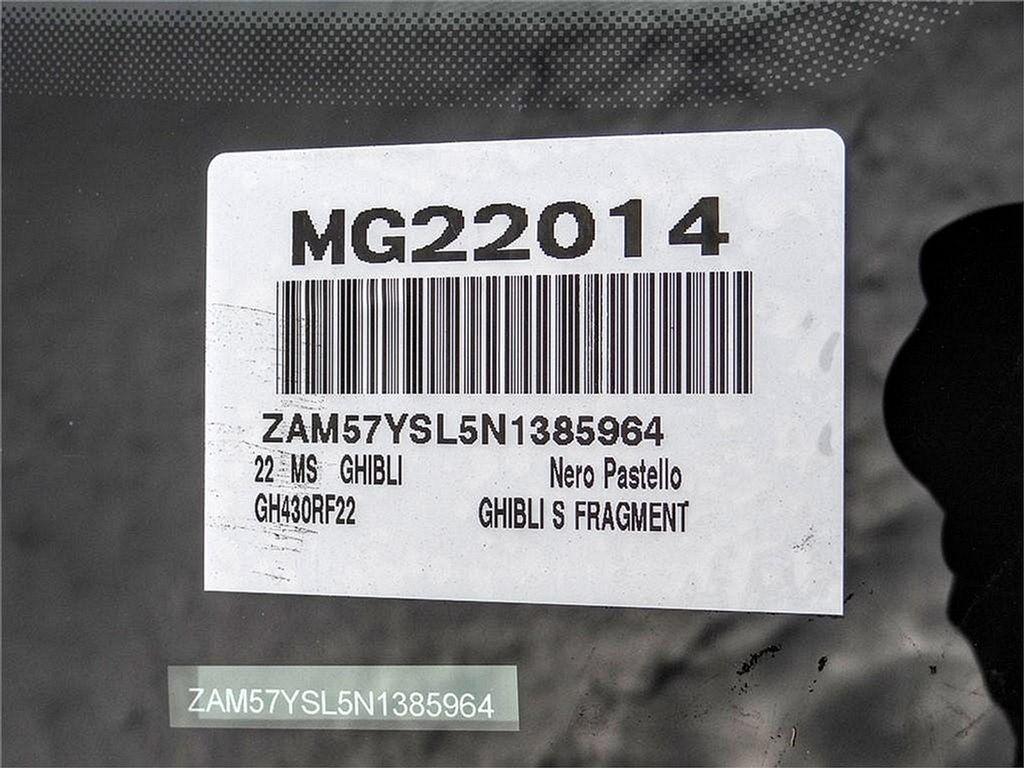 MG22014
ZAM57YSL5N1385964
22 MS GHIBLI Nero Pastello
GH430RF22 GHIBLI S FRAGMENT
ZAM57YSL5N1385964